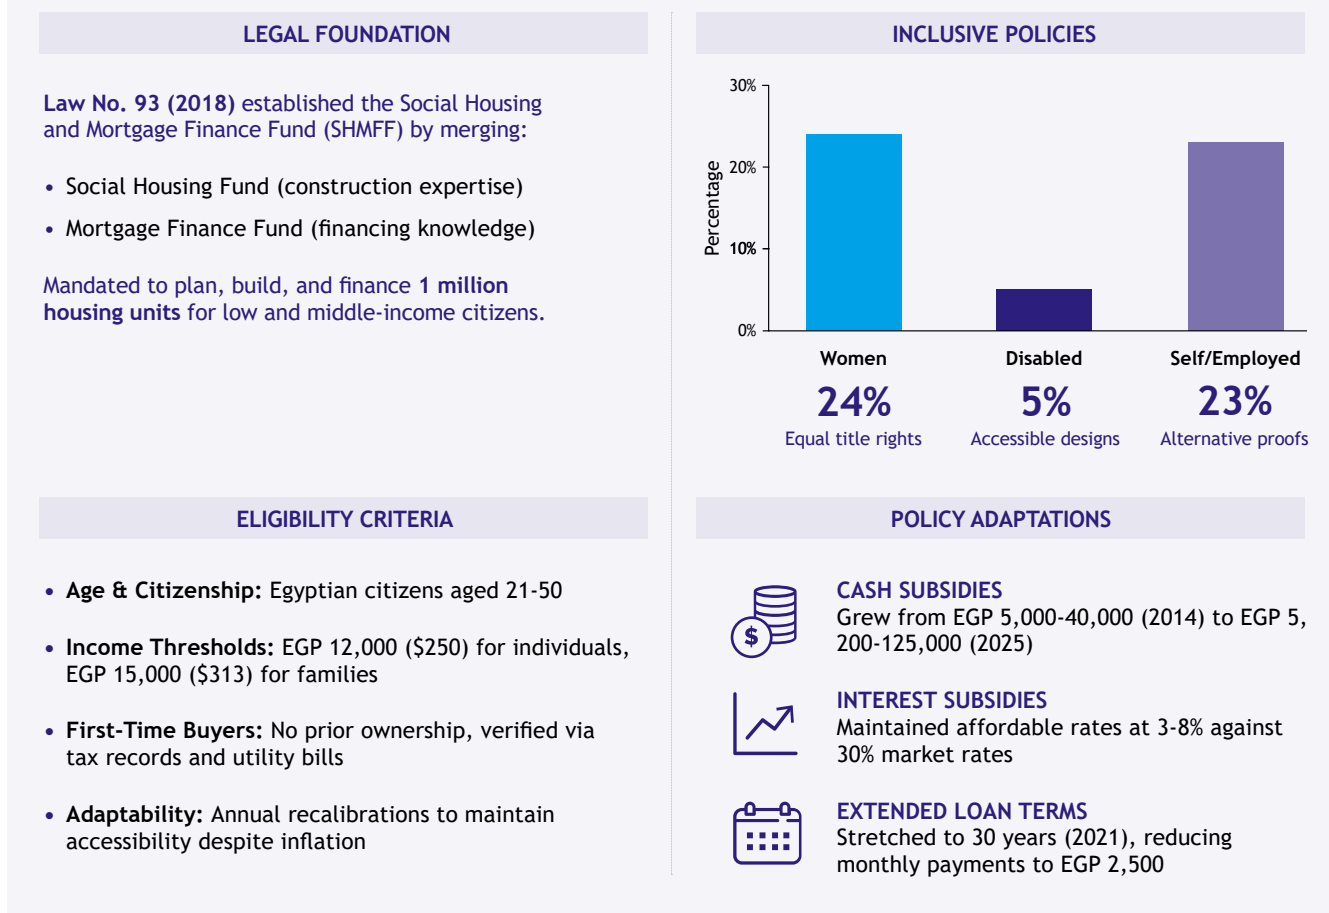 LEGAL FOUNDATION
Law No. 93 (2018) established the Social Housing
and Mortgage Finance Fund (SHMFF) by merging:
• Social Housing Fund (construction expertise)
• Mortgage Finance Fund (financing knowledge)
Mandated to plan, build, and finance 1 million
housing units for low and middle-income citizens.
INCLUSIVE POLICIES
Percentage
30%
20%
10%
0%
Women
Disabled
Self/Employed
24%
5%
23%
Equal title rights
Accessible designs
Alternative proofs
ELIGIBILITY CRITERIA
• Age & Citizenship: Egyptian citizens aged 21-50
• Income Thresholds: EGP 12,000 ($250) for individuals,
EGP 15,000 ($313) for families
• First-Time Buyers: No prior ownership, verified via
tax records and utility bills
• Adaptability: Annual recalibrations to maintain
accessibility despite inflation
POLICY ADAPTATIONS
$
CASH SUBSIDIES
Grew from EGP 5,000-40,000 (2014) to EGP 5,
200-125,000 (2025)
INTEREST SUBSIDIES
Maintained affordable rates at 3-8% against
30% market rates
EXTENDED LOAN TERMS
Stretched to 30 years (2021), reducing
monthly payments to EGP 2,500